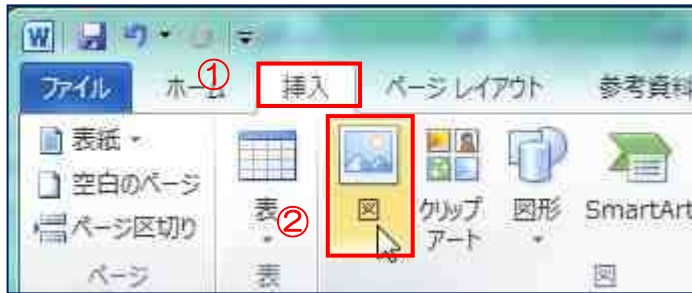 W
ファイル ホーム ① 挿入 ページ レイアウト 参考資料
表紙
空白のページ
ページ区切り
ページ
表 ②
表
図
クリップ
アート
図形
SmartArt
図